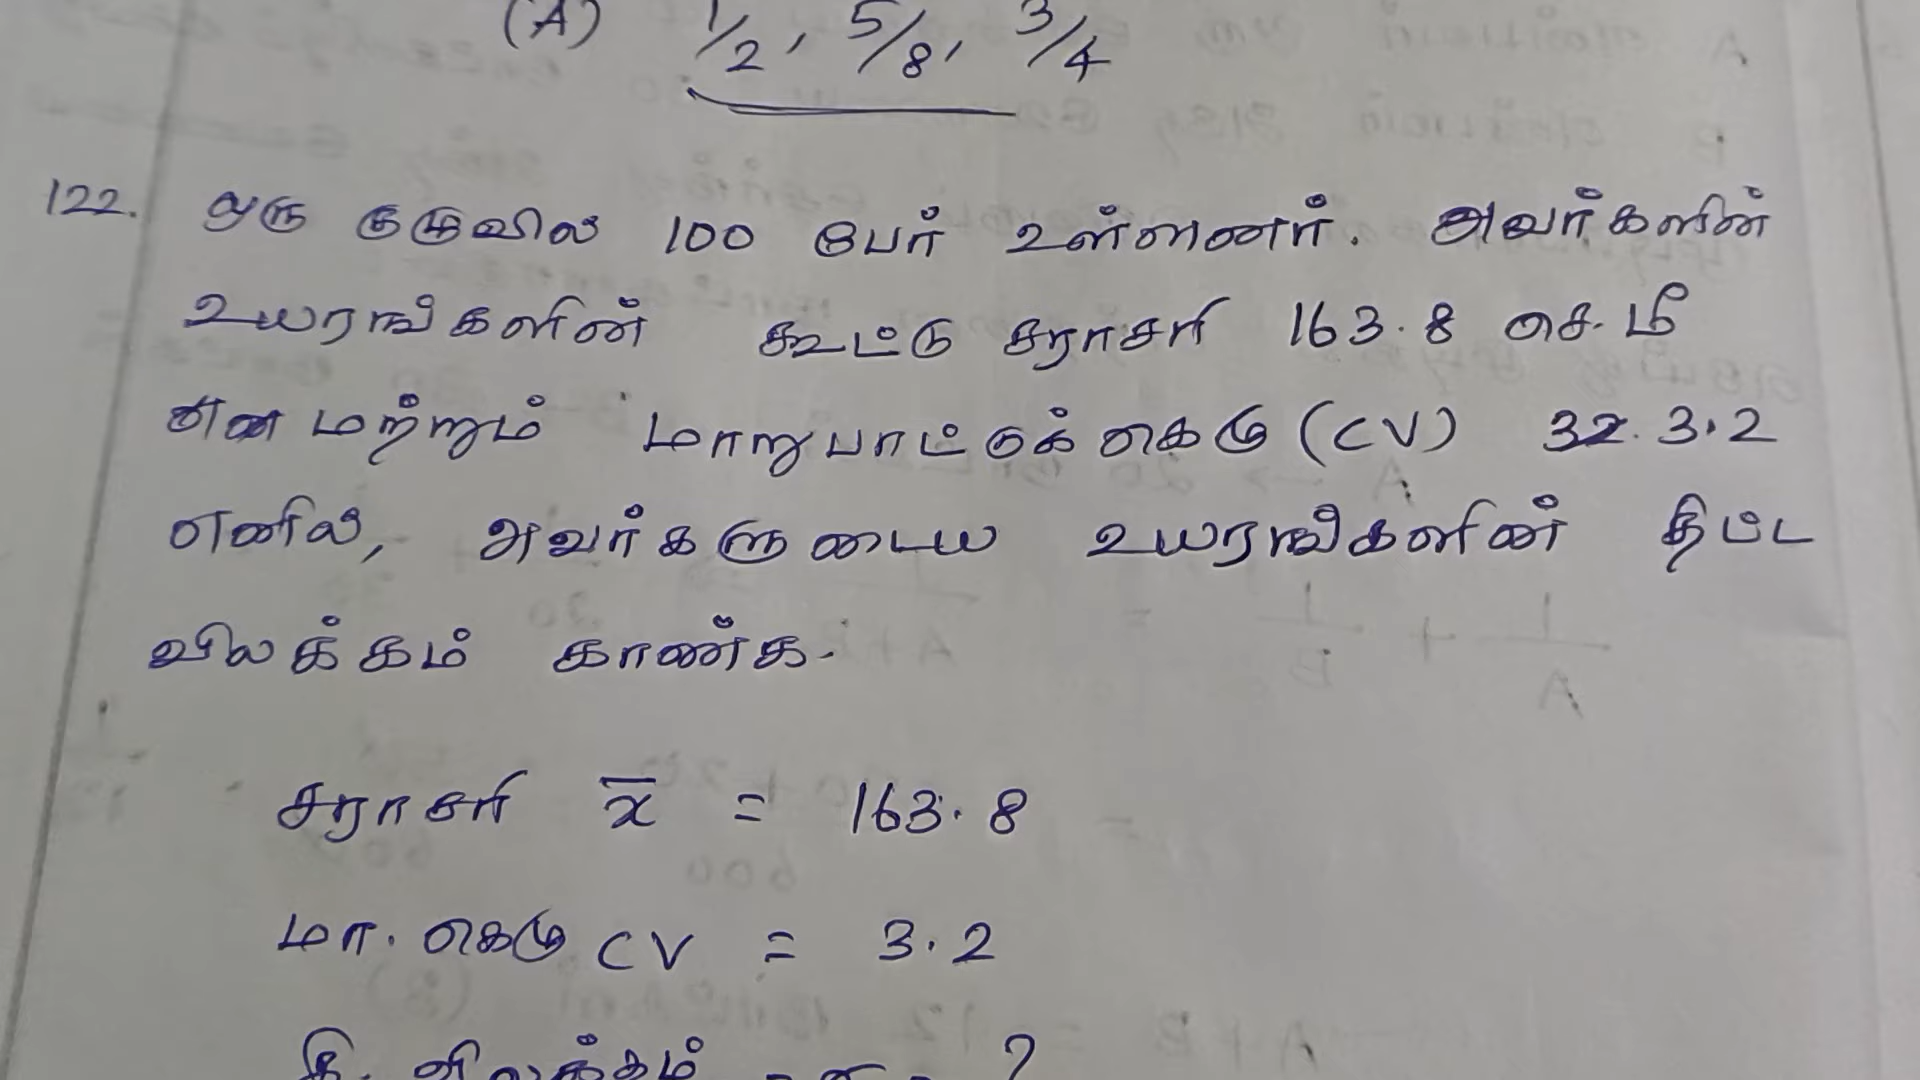 (A) 1/2, 5/8, 3/4
122. ஒரு குழுவில் 100 பேர் உள்ளனர். அவர்களின்
உயரங்களின் கூட்டு சராசரி 163.8 செ.மீ
என மற்றும் மாறுபாட்டுக் கெழு (CV) 3.2
எனில், அவர்களுடைய உயரங்களின் திட்ட
விலக்கம் காண்க.
சராசரி x̄ = 163.8
மா. கெழு CV = 3.2
தி. விலக்கம் = σ = ?